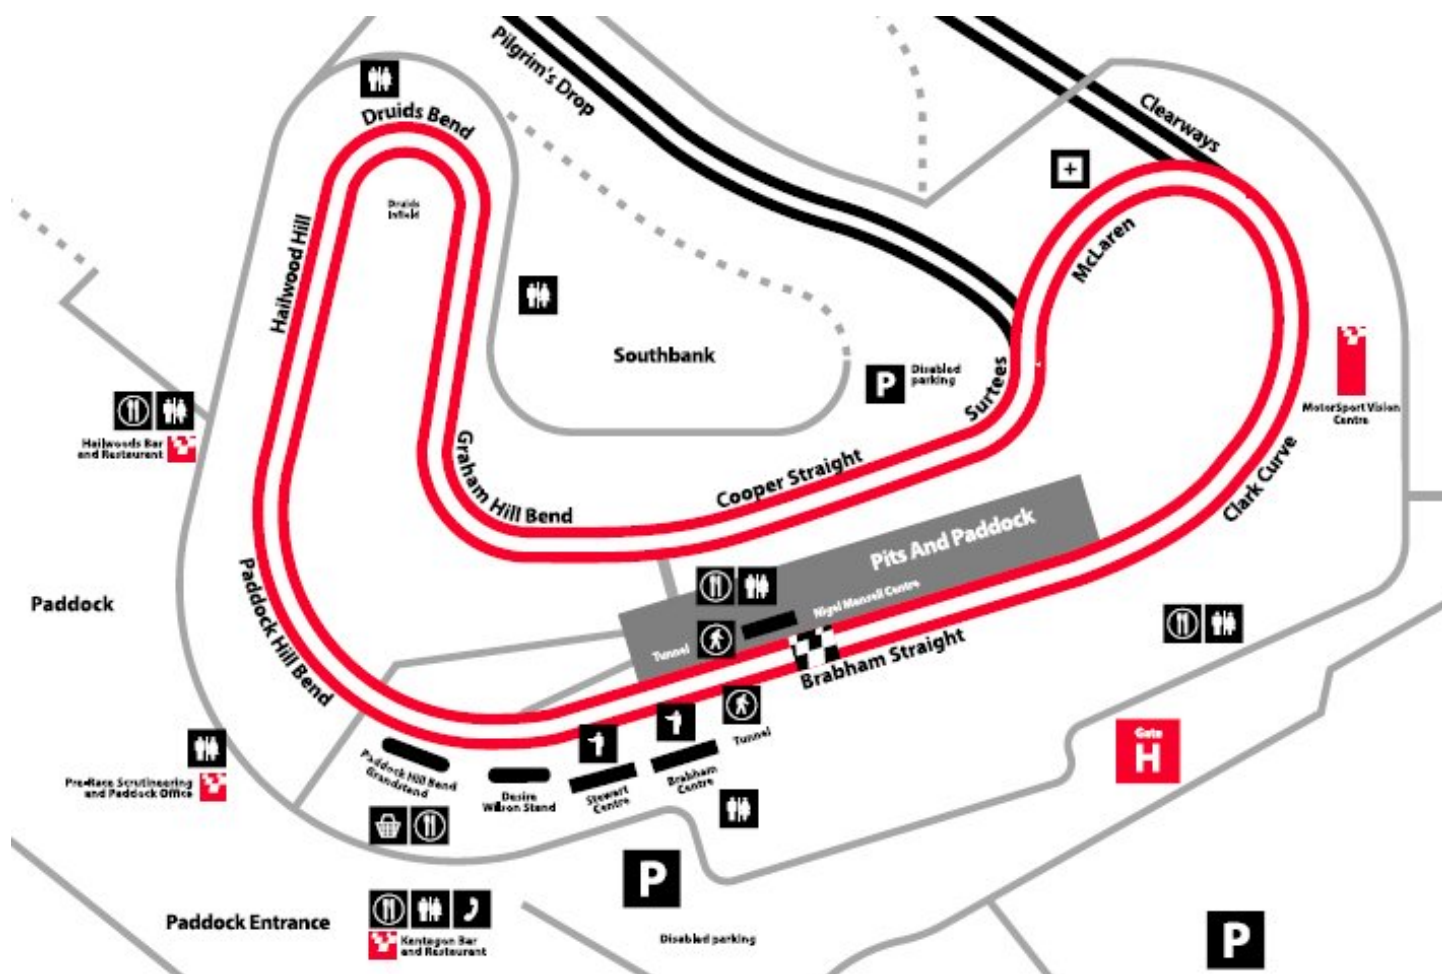 Pilgrim's Drop
Clearways
Druids Bend
Druids
Infield
McLaren
Hailwood Hill
Southbank
P
Disabled
parking
Surtees
MotorSport Vision
Centre
Hailwoods Bar
and Restaurant
Graham Hill Bend
Cooper Straight
Clark Curve
Pits And Paddock
Nigel Mansell Centre
Paddock
Paddock Hill Bend
Tunnel
Brabham Straight
Tunnel
Gate
H
Paddock Hill Bend
Grandstand
Desire
Wilson Stand
Stewart
Centre
Brabham
Centre
Pre-Race Scrutineering
and Paddock Office
P
Paddock Entrance
Kentagon Bar
and Restaurant
Disabled parking
P